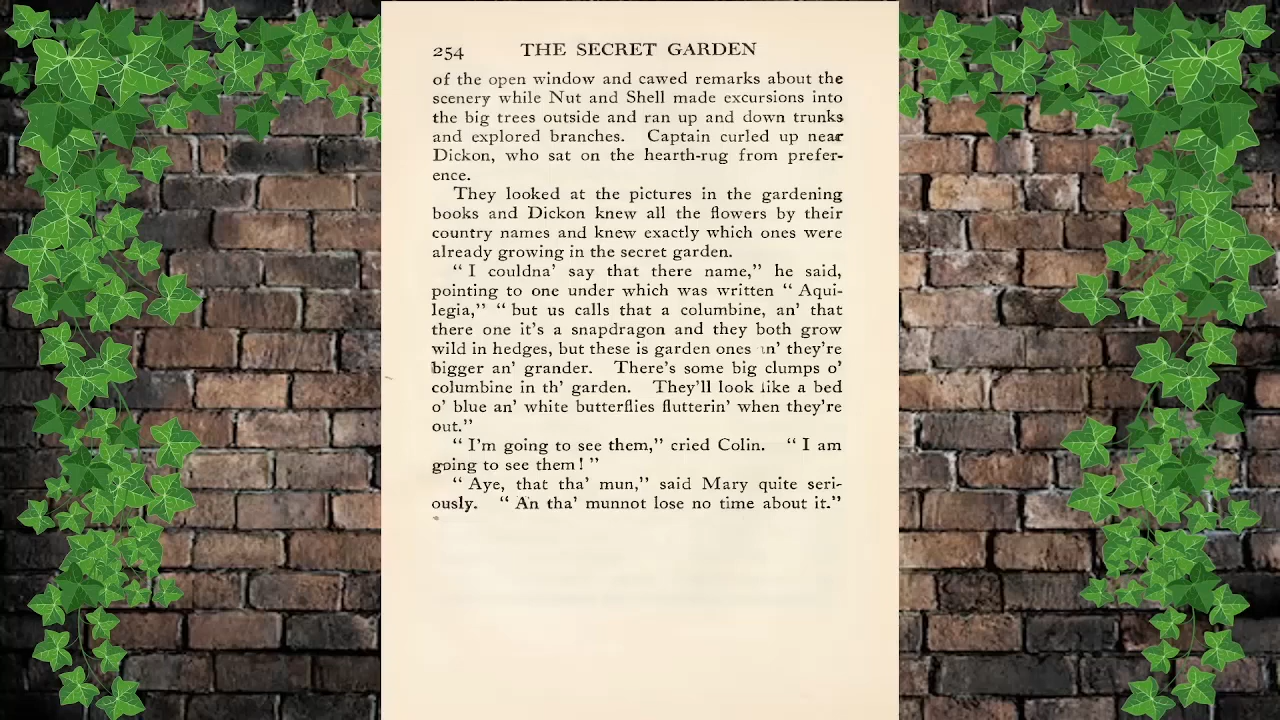 254 THE SECRET GARDEN
of the open window and cawed remarks about the
scenery while Nut and Shell made excursions into
the big trees outside and ran up and down trunks
and explored branches. Captain curled up near
Dickon, who sat on the hearth-rug from prefer-
ence.
They looked at the pictures in the gardening
books and Dickon knew all the flowers by their
country names and knew exactly which ones were
already growing in the secret garden.
“ I couldna’ say that there name,” he said,
pointing to one under which was written “ Aqui-
legia,” “ but us calls that a columbine, an’ that
there one it’s a snapdragon and they both grow
wild in hedges, but these is garden ones an’ they’re
bigger an’ grander. There’s some big clumps o’
columbine in th’ garden. They’ll look like a bed
o’ blue an’ white butterflies flutterin’ when they’re
out.”
“ I’m going to see them,” cried Colin. “ I am
going to see them! ”
“ Aye, that tha’ mun,” said Mary quite seri-
ously. “ An tha’ munnot lose no time about it.”